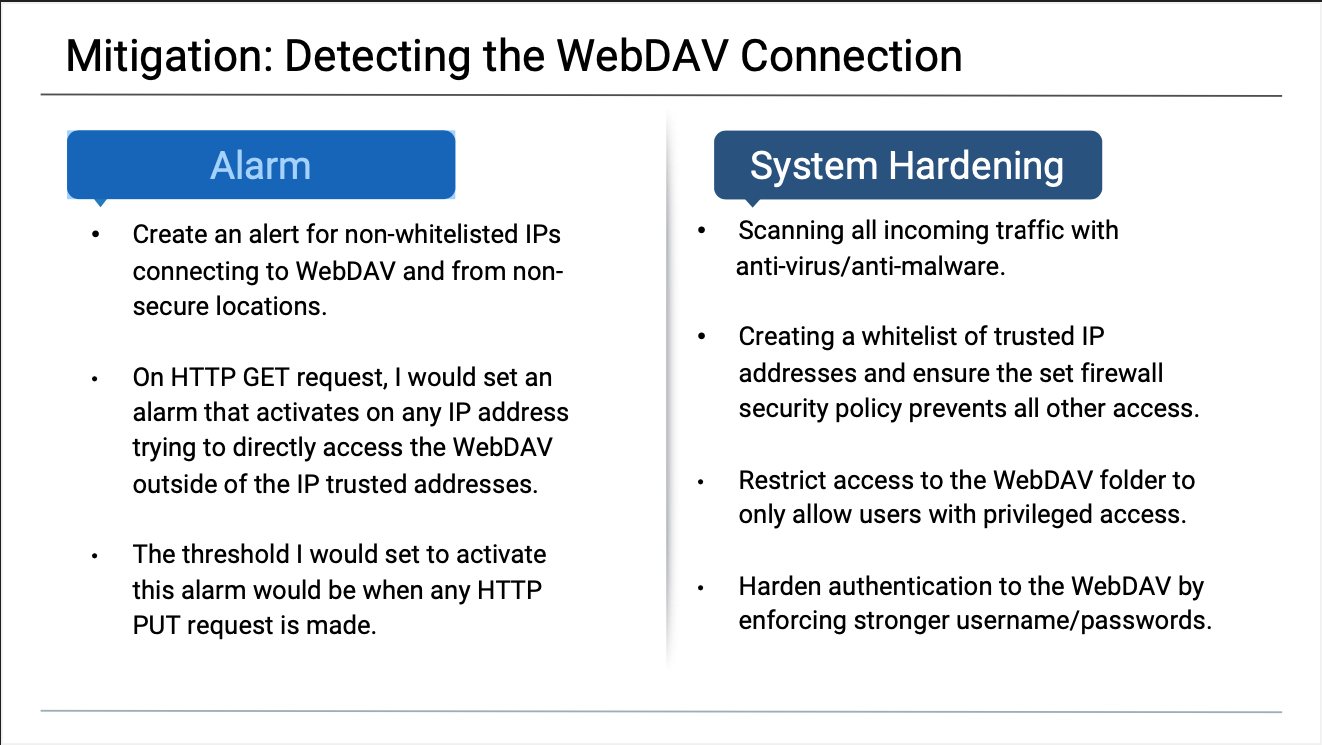 Mitigation: Detecting the WebDAV Connection
Alarm
• Create an alert for non-whitelisted IPs
connecting to WebDAV and from non-
secure locations.
• On HTTP GET request, I would set an
alarm that activates on any IP address
trying to directly access the WebDAV
outside of the IP trusted addresses.
• The threshold I would set to activate
this alarm would be when any HTTP
PUT request is made.
System Hardening
• Scanning all incoming traffic with
anti-virus/anti-malware.
• Creating a whitelist of trusted IP
addresses and ensure the set firewall
security policy prevents all other access.
• Restrict access to the WebDAV folder to
only allow users with privileged access.
• Harden authentication to the WebDAV by
enforcing stronger username/passwords.